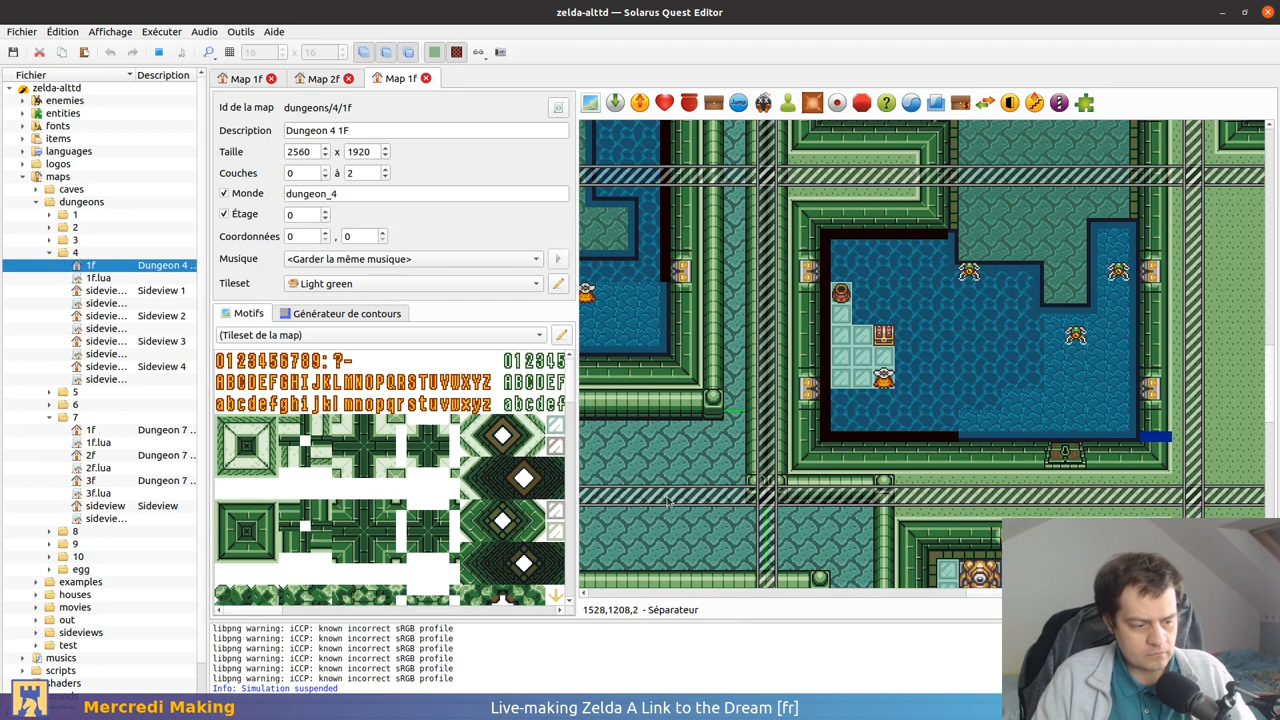 zelda-alttd — Solarus Quest Editor
Fichier Édition Affichage Exécuter Audio Outils Aide
16 x 16
Fichier Description
Map 1f Map 2f Map 1f
zelda-alttd
enemies
entities
fonts
items
languages
logos
maps
caves
dungeons
1
2
3
4
1f Dungeon 4 ...
1f.lua
sidevie... Sideview 1
sidevie...
sidevie... Sideview 2
sidevie...
sidevie... Sideview 3
sidevie...
sidevie... Sideview 4
sidevie...
5
6
7
1f Dungeon 7 ...
1f.lua
2f Dungeon 7 ...
2f.lua
3f Dungeon 7 ...
3f.lua
sideview Sideview
sidevie...
8
9
10
egg
examples
houses
movies
out
sideviews
test
musics
scripts
shaders
Id de la map dungeons/4/1f
Description Dungeon 4 1F
Taille 2560 x 1920
Couches 0 à 2
Monde dungeon_4
Étage 0
Coordonnées 0 , 0
Musique <Garder la même musique>
Tileset Light green
Motifs Générateur de contours
(Tileset de la map)
0123456789:?- 012345
ABCDEFGHIJKLMNOPQRSTUVWXYZ ABCDEF
abcdefghijklmnopqrstuvwxyz abcdef
Jump
1528,1208,2 - Séparateur
libpng warning: iCCP: known incorrect sRGB profile
libpng warning: iCCP: known incorrect sRGB profile
libpng warning: iCCP: known incorrect sRGB profile
libpng warning: iCCP: known incorrect sRGB profile
libpng warning: iCCP: known incorrect sRGB profile
libpng warning: iCCP: known incorrect sRGB profile
Info: Simulation suspended
Mercredi Making
Live-making Zelda A Link to the Dream [fr]